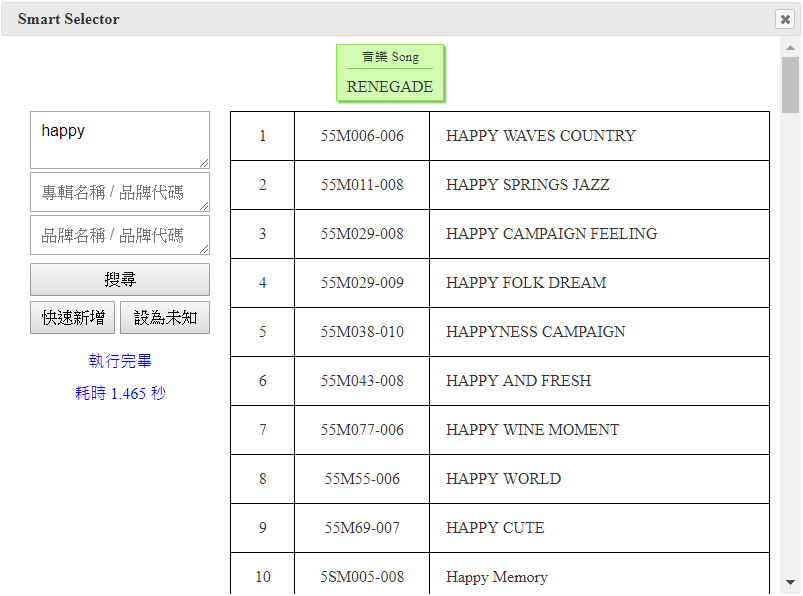 Smart Selector
音樂 Song
RENEGADE
happy
專輯名稱 / 品牌代碼
品牌名稱 / 品牌代碼
搜尋
快速新增 設為未知
執行完畢
耗時 1.465 秒
1 55M006-006 HAPPY WAVES COUNTRY
2 55M011-008 HAPPY SPRINGS JAZZ
3 55M029-008 HAPPY CAMPAIGN FEELING
4 55M029-009 HAPPY FOLK DREAM
5 55M038-010 HAPPYNESS CAMPAIGN
6 55M043-008 HAPPY AND FRESH
7 55M077-006 HAPPY WINE MOMENT
8 55M55-006 HAPPY WORLD
9 55M69-007 HAPPY CUTE
10 5SM005-008 Happy Memory